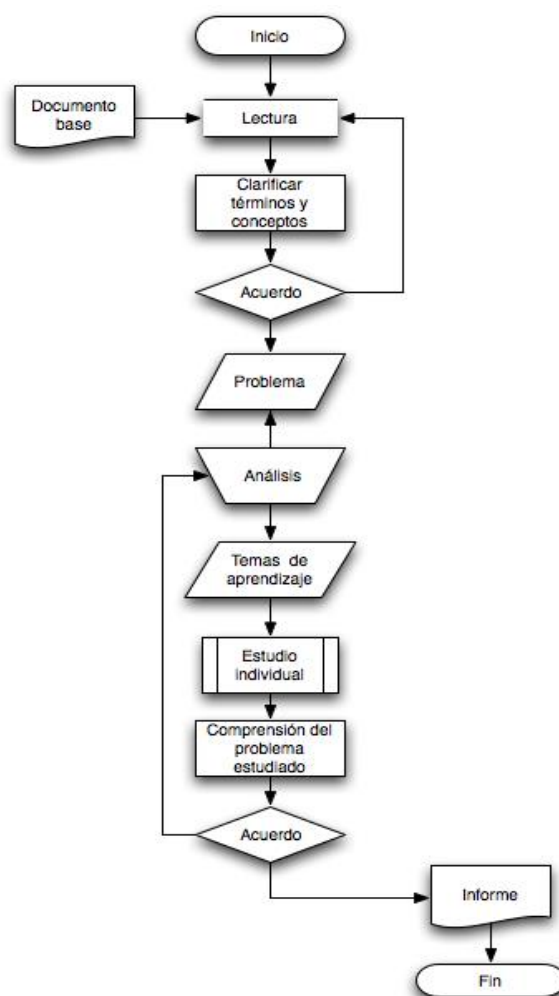 Inicio
Documento
base
Lectura
Clarificar
términos y
conceptos
Acuerdo
Problema
Análisis
Temas de
aprendizaje
Estudio
individual
Comprensión del
problema
estudiado
Acuerdo
Informe
Fin